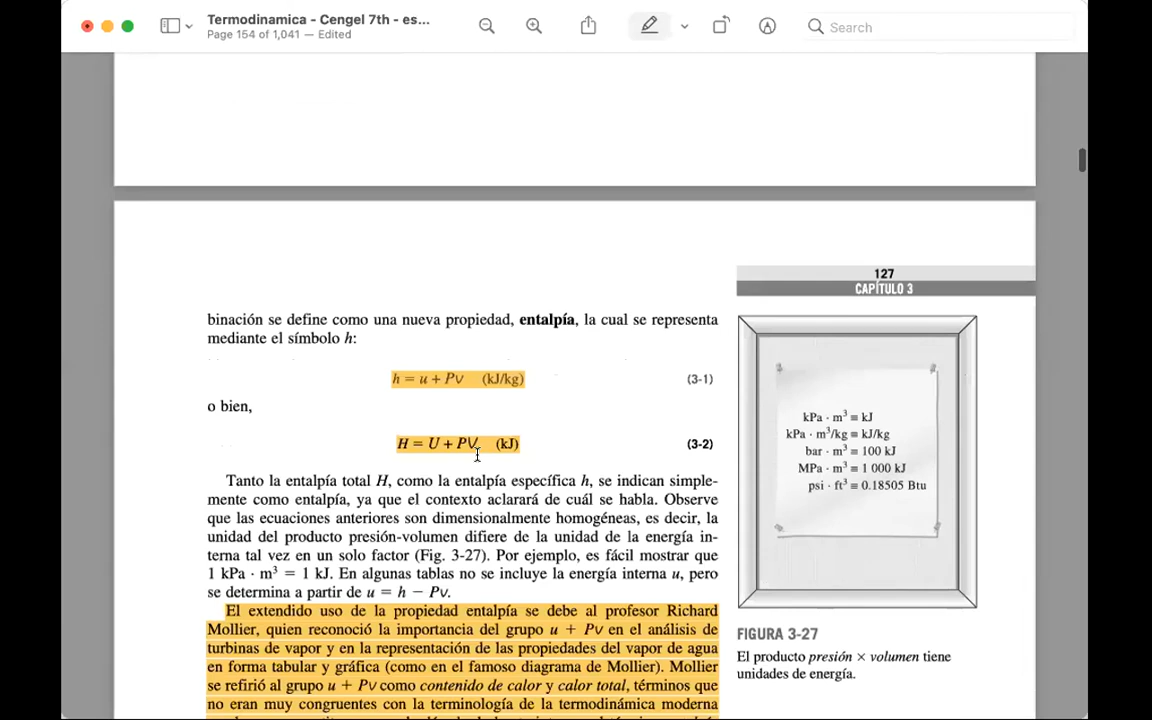 Termodinamica - Cengel 7th - es...
Page 154 of 1,041 — Edited
Search
127
CAPÍTULO 3
binación se define como una nueva propiedad, entalpía, la cual se representa
mediante el símbolo h:
h = u + Pv (kJ/kg) (3-1)
o bien,
H = U + PV (kJ) (3-2)
Tanto la entalpía total H, como la entalpía específica h, se indican simple-
mente como entalpía, ya que el contexto aclarará de cuál se habla. Observe
que las ecuaciones anteriores son dimensionalmente homogéneas, es decir, la
unidad del producto presión-volumen difiere de la unidad de la energía in-
terna tal vez en un solo factor (Fig. 3-27). Por ejemplo, es fácil mostrar que
1 kPa · m³ = 1 kJ. En algunas tablas no se incluye la energía interna u, pero
se determina a partir de u = h − Pv.
El extendido uso de la propiedad entalpía se debe al profesor Richard
Mollier, quien reconoció la importancia del grupo u + Pv en el análisis de
turbinas de vapor y en la representación de las propiedades del vapor de agua
en forma tabular y gráfica (como en el famoso diagrama de Mollier). Mollier
se refirió al grupo u + Pv como contenido de calor y calor total, términos que
no eran muy congruentes con la terminología de la termodinámica moderna
kPa · m³ ≡ kJ
kPa · m³/kg ≡ kJ/kg
bar · m³ ≡ 100 kJ
MPa · m³ ≡ 1 000 kJ
psi · ft³ ≡ 0.18505 Btu
FIGURA 3-27
El producto presión × volumen tiene
unidades de energía.